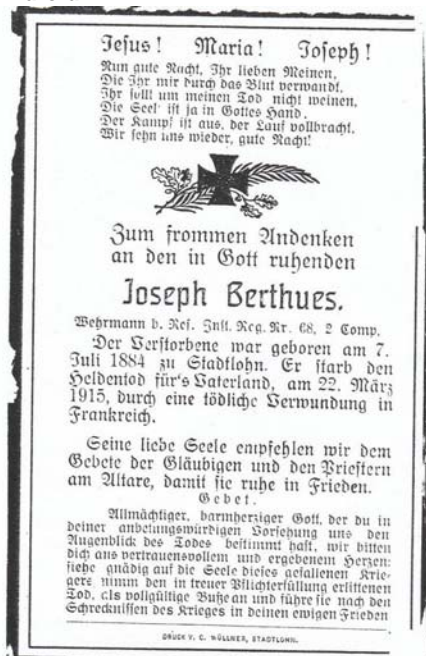 Jesus! Maria! Joseph!
Nun gute Nacht, Ihr lieben Meinen,
Die Ihr mir durch das Blut verwandt.
Ihr sollt um meinen Tod nicht weinen,
Die Seel' ist ja in Gottes Hand.
Der Kampf ist aus, der Lauf vollbracht.
Wir sehn uns wieder, gute Nacht!
Zum frommen Andenken
an den in Gott ruhenden
Joseph Berthues.
Wehrmann b. Res. Inft. Reg. Nr. 68, 2 Comp.
Der Verstorbene war geboren am 7.
Juli 1884 zu Stadtlohn. Er starb den
Heldentod für's Vaterland, am 22. März
1915, durch eine tödliche Verwundung in
Frankreich.
Seine liebe Seele empfehlen wir dem
Gebete der Gläubigen und den Priestern
am Altare, damit sie ruhe in Frieden.
Gebet.
Allmächtiger, barmherziger Gott, der du in
deiner anbetungswürdigen Vorsehung uns den
Augenblick des Todes bestimmt hast, wir bitten
dich aus vertrauensvollem und ergebenem Herzen:
siehe gnädig auf die Seele dieses gefallenen Krie-
gers nimm den in treuer Pflichterfüllung erlittenen
Tod, als vollgültige Buße an und führe sie nach den
Schrecknissen des Krieges in deinen ewigen Frieden
DRUCK V. C. WÜLLNER, STADTLOHN.